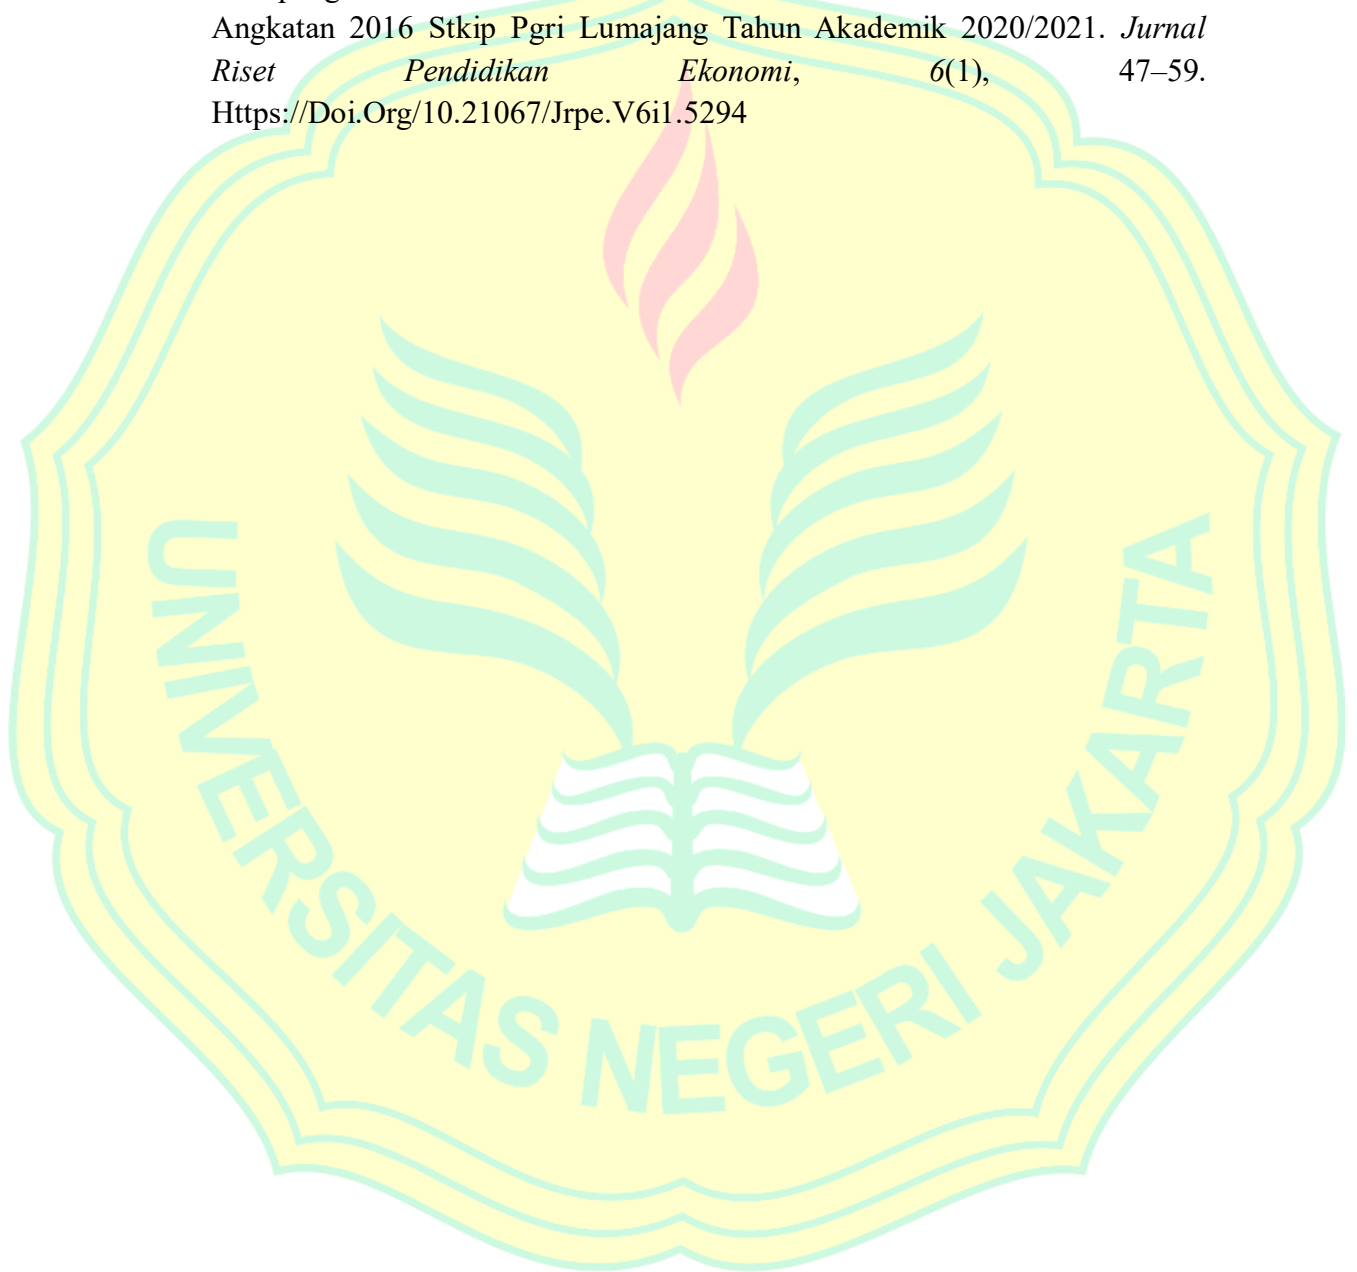 Angkatan 2016 Stkip Pgri Lumajang Tahun Akademik 2020/2021. Jurnal
Riset Pendidikan Ekonomi, 6(1), 47–59.
Https://Doi.Org/10.21067/Jrpe.V6i1.5294
UNIVERSITAS NEGERI JAKARTA